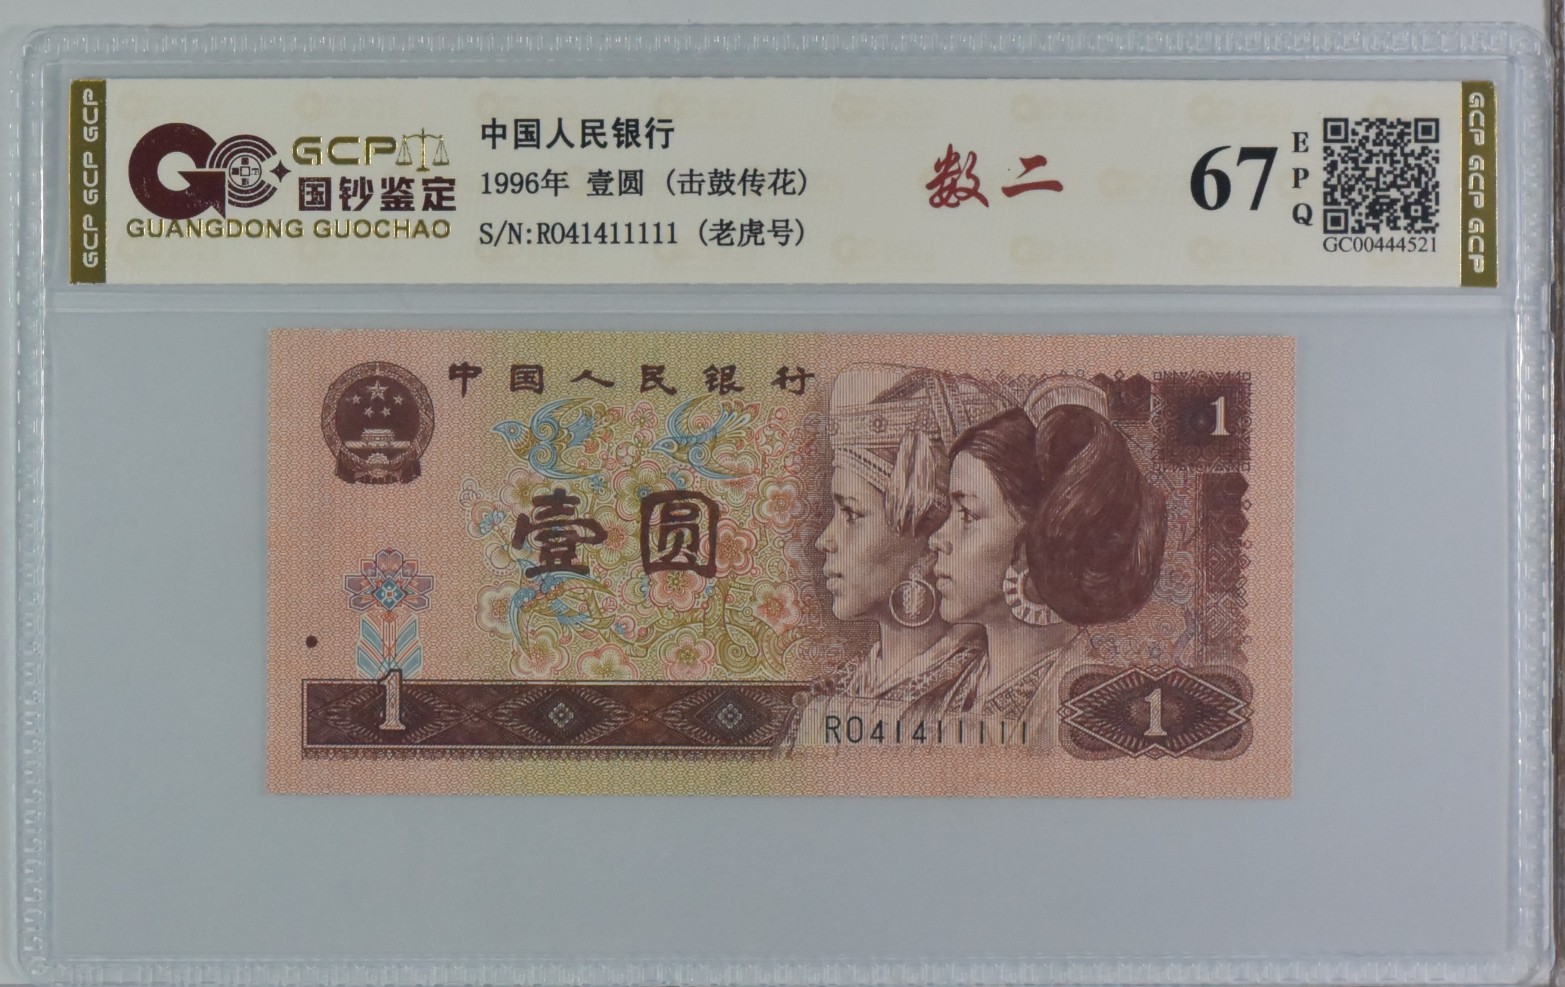 GCP GCP GCP
GCP
国钞鉴定
GUANGDONG GUOCHAO
中国人民银行
1996年 壹圆 (击鼓传花)
S/N:RO41411111 (老虎号)
数二
67
EPQ
GC00444521
GCP GCP GCP
中国人民银行
1
壹圆
1
RO41411111
1